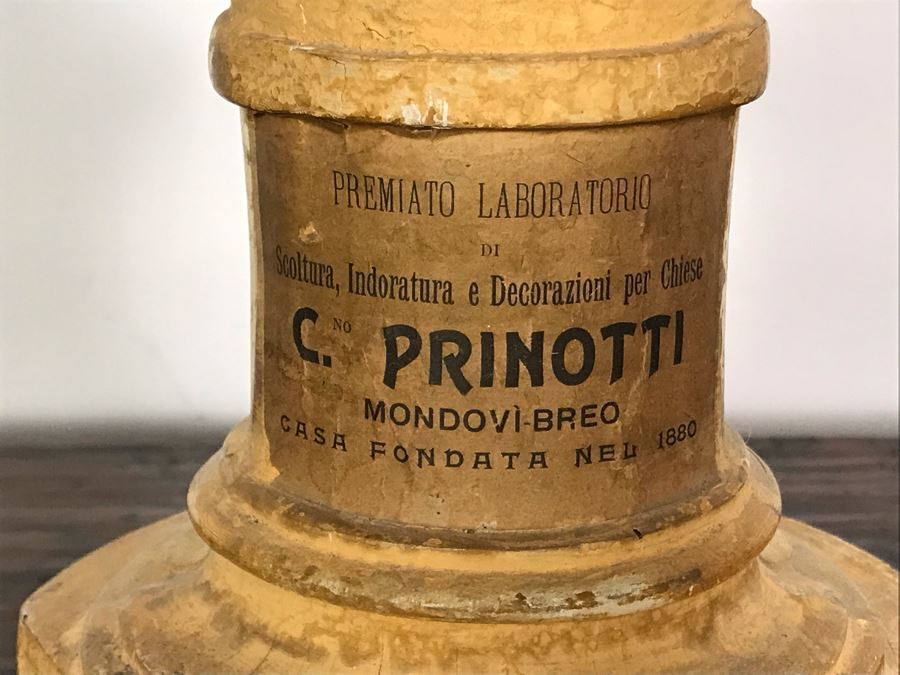 PREMIATO LABORATORIO
DI
Scoltura, Indoratura e Decorazioni per Chiese
C.NO PRINOTTI
MONDOVÌ-BREO
CASA FONDATA NEL 1880